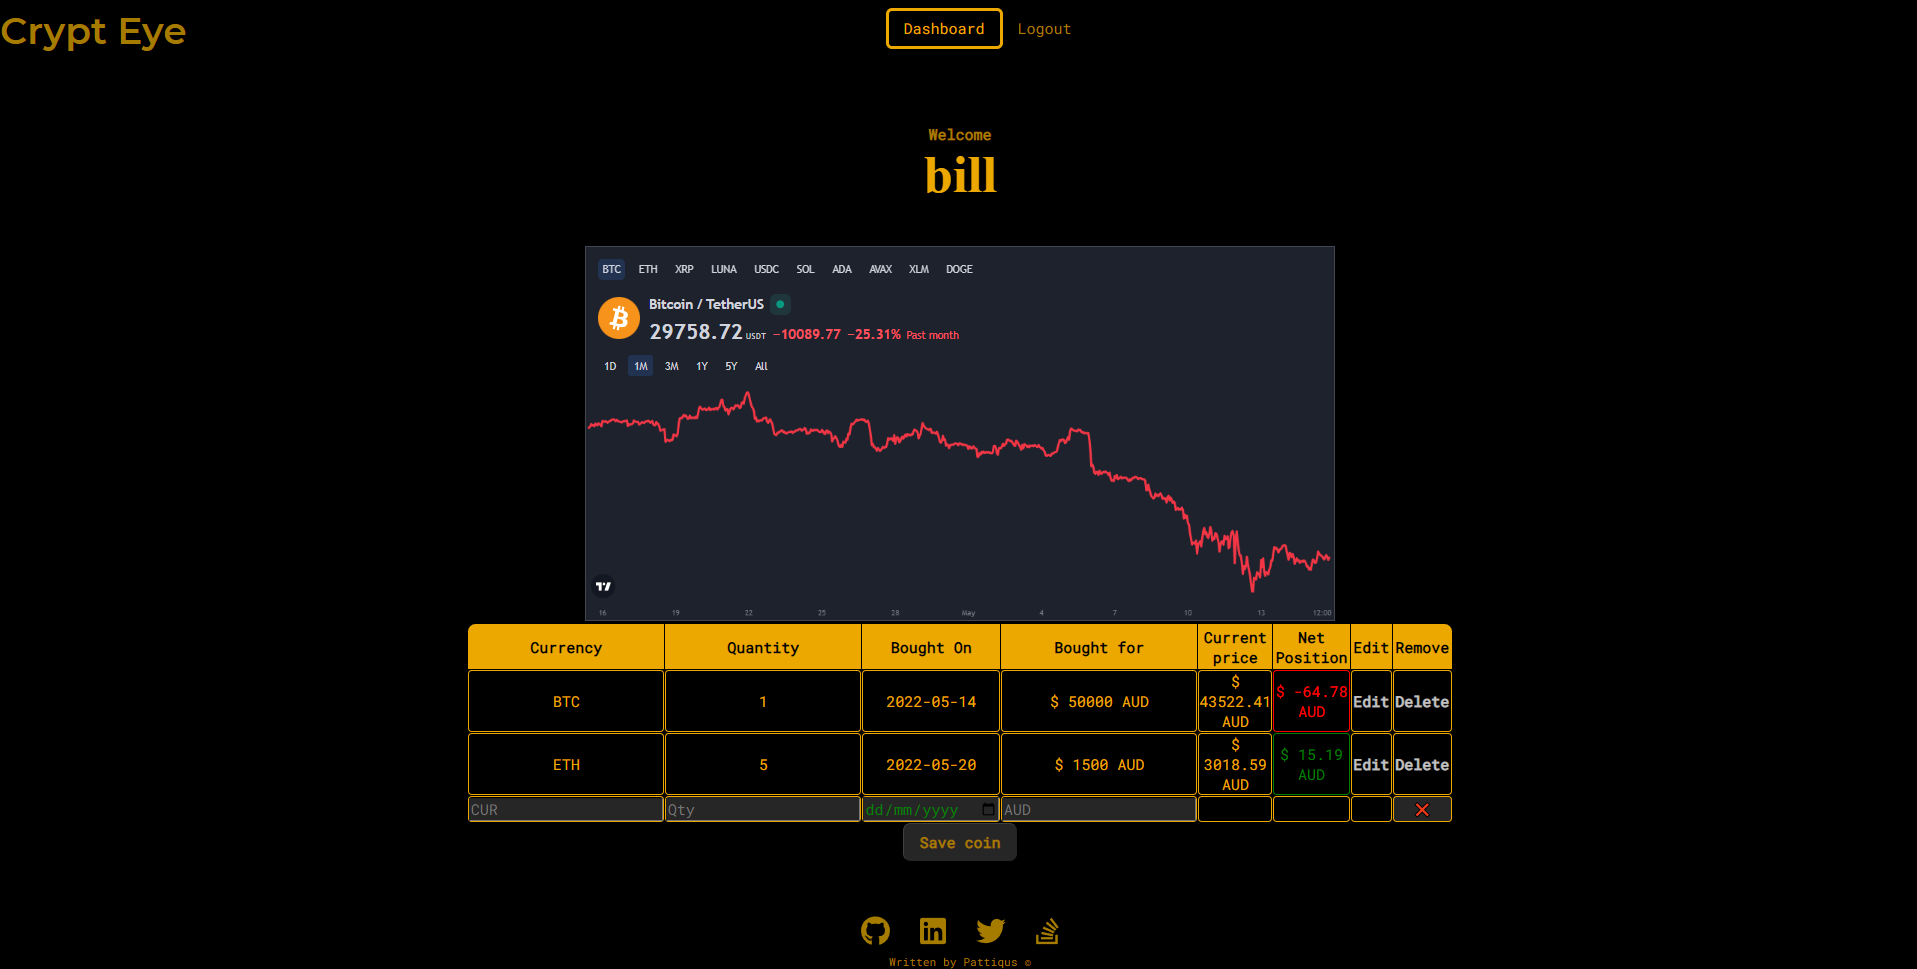 Crypt Eye
Dashboard Logout
Welcome
bill
BTC ETH XRP LUNA USDC SOL ADA AVAX XLM DOGE
Bitcoin / TetherUS
29758.72 USDT −10089.77 −25.31% Past month
1D 1M 3M 1Y 5Y All
16 19 22 25 28 May 4 7 10 13 12:00
Currency Quantity Bought On Bought for Current price Net Position Edit Remove
BTC 1 2022-05-14 $ 50000 AUD $ 43522.41 AUD $ -64.78 AUD Edit Delete
ETH 5 2022-05-20 $ 1500 AUD $ 3018.59 AUD $ 15.19 AUD Edit Delete
CUR Qty dd/mm/yyyy AUD
Save coin
Written by Pattiqus ©